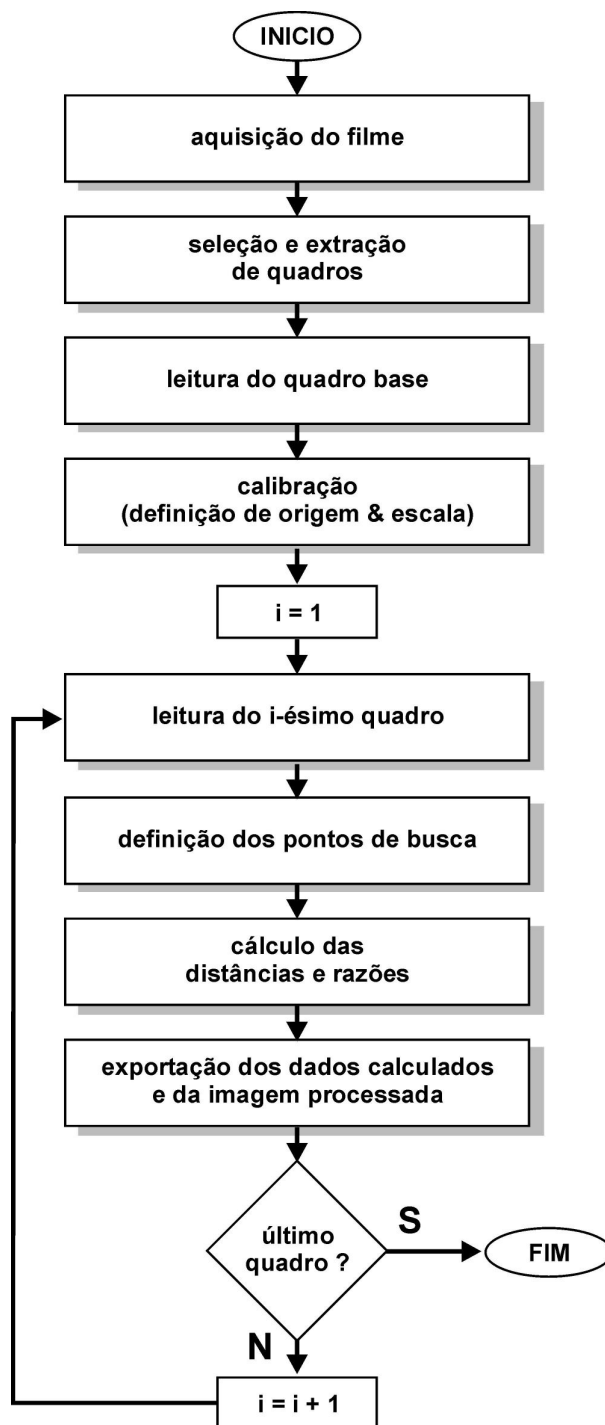 INICIO
aquisição do filme
seleção e extração
de quadros
leitura do quadro base
calibração
(definição de origem & escala)
i = 1
leitura do i-ésimo quadro
definição dos pontos de busca
cálculo das
distâncias e razões
exportação dos dados calculados
e da imagem processada
último
quadro ?
S
FIM
N
i = i + 1